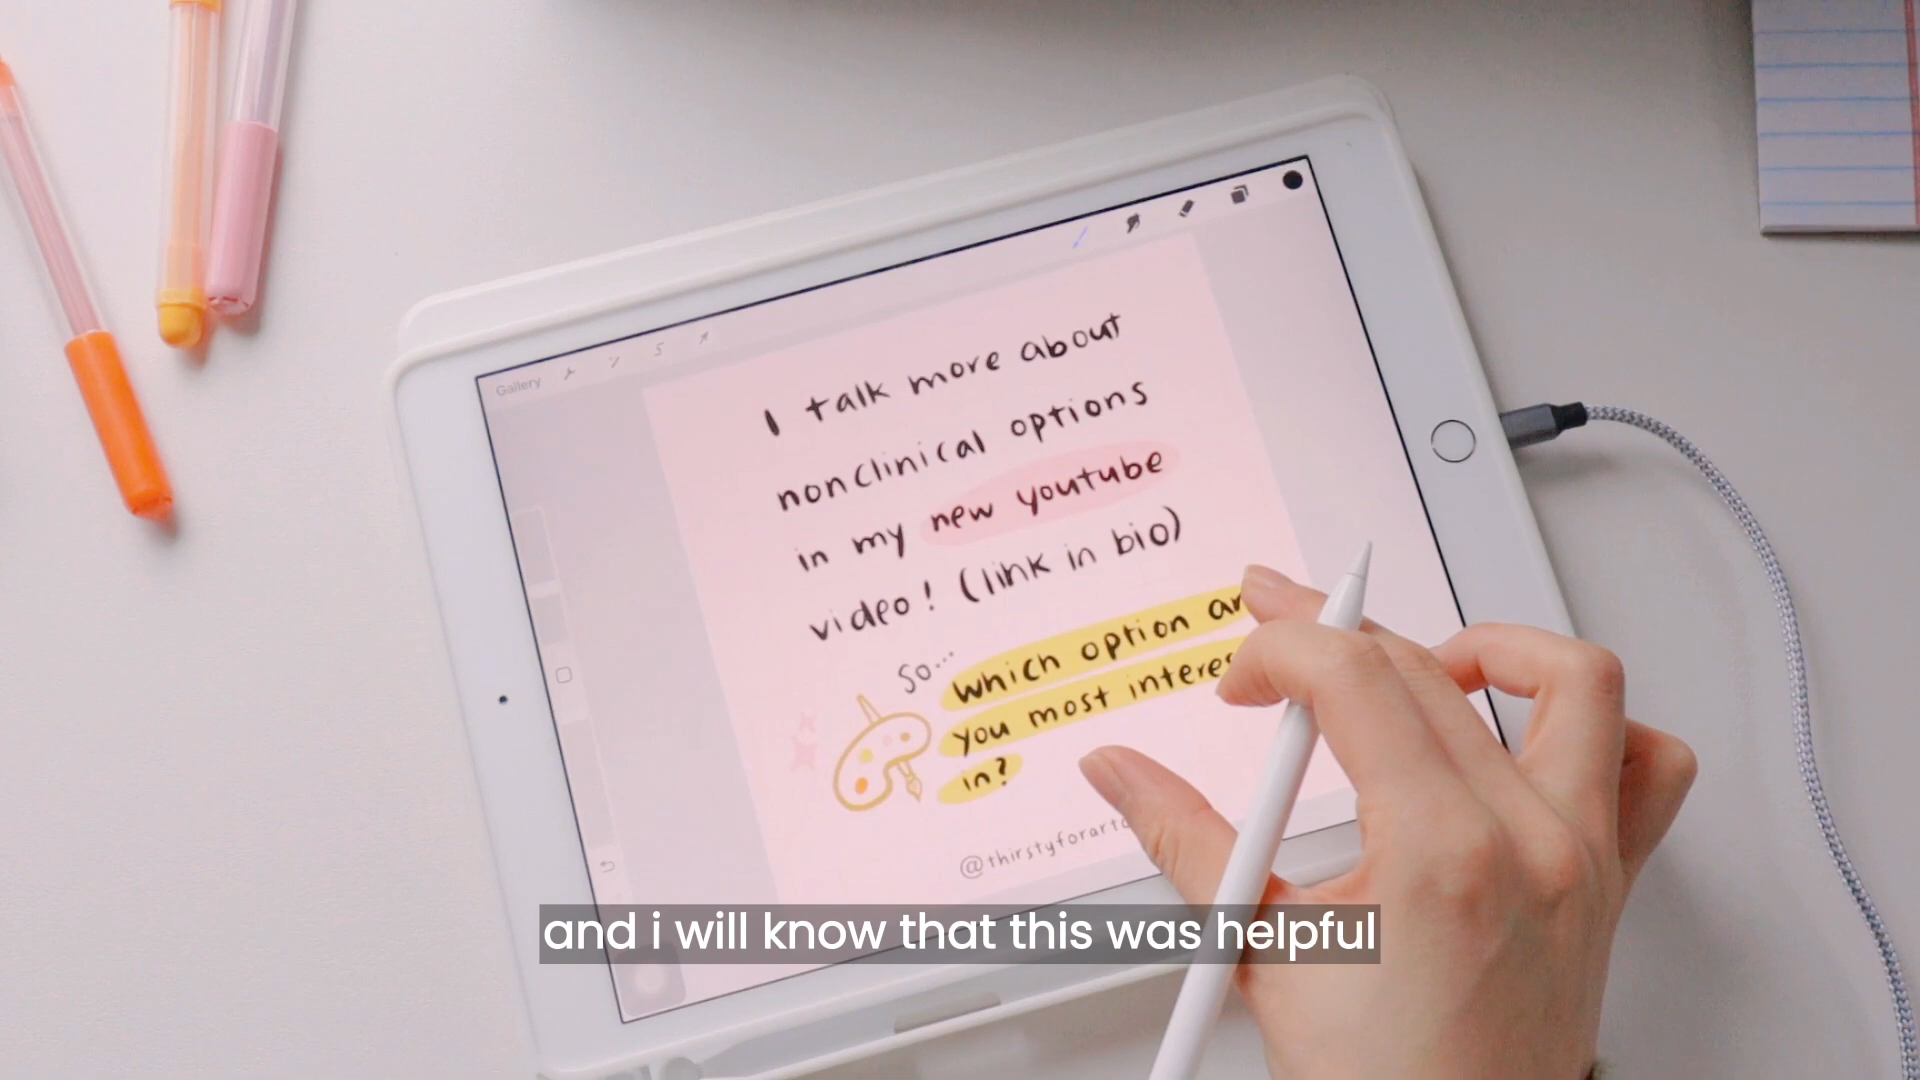 Gallery
I talk more about
nonclinical options
in my new youtube
video! (link in bio)
so...
which option
you most
in?
and i will know that this was helpful